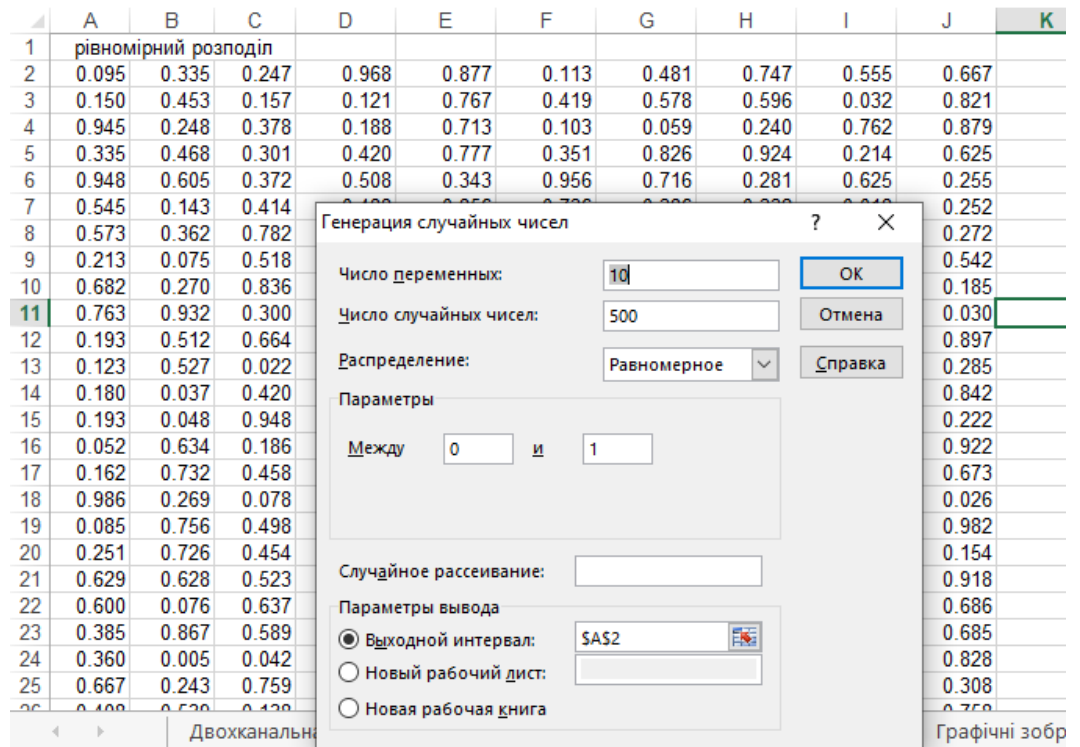 A B C D E F G H I J K
1 рівномірний розподіл
2 0.095 0.335 0.247 0.968 0.877 0.113 0.481 0.747 0.555 0.667
3 0.150 0.453 0.157 0.121 0.767 0.419 0.578 0.596 0.032 0.821
4 0.945 0.248 0.378 0.188 0.713 0.103 0.059 0.240 0.762 0.879
5 0.335 0.468 0.301 0.420 0.777 0.351 0.826 0.924 0.214 0.625
6 0.948 0.605 0.372 0.508 0.343 0.956 0.716 0.281 0.625 0.255
7 0.545 0.143 0.414 0.252
8 0.573 0.362 0.782 0.272
9 0.213 0.075 0.518 0.542
10 0.682 0.270 0.836 0.185
11 0.763 0.932 0.300 0.030
12 0.193 0.512 0.664 0.897
13 0.123 0.527 0.022 0.285
14 0.180 0.037 0.420 0.842
15 0.193 0.048 0.948 0.222
16 0.052 0.634 0.186 0.922
17 0.162 0.732 0.458 0.673
18 0.986 0.269 0.078 0.026
19 0.085 0.756 0.498 0.982
20 0.251 0.726 0.454 0.154
21 0.629 0.628 0.523 0.918
22 0.600 0.076 0.637 0.686
23 0.385 0.867 0.589 0.685
24 0.360 0.005 0.042 0.828
25 0.667 0.243 0.759 0.308
Генерация случайных чисел ? ×
Число переменных: 10 ОК
Число случайных чисел: 500 Отмена
Распределение: Равномерное Справка
Параметры
Между 0 и 1
Случайное рассеивание:
Параметры вывода
Выходной интервал: $A$2
Новый рабочий лист:
Новая рабочая книга
Двохканальна Графічні зобр